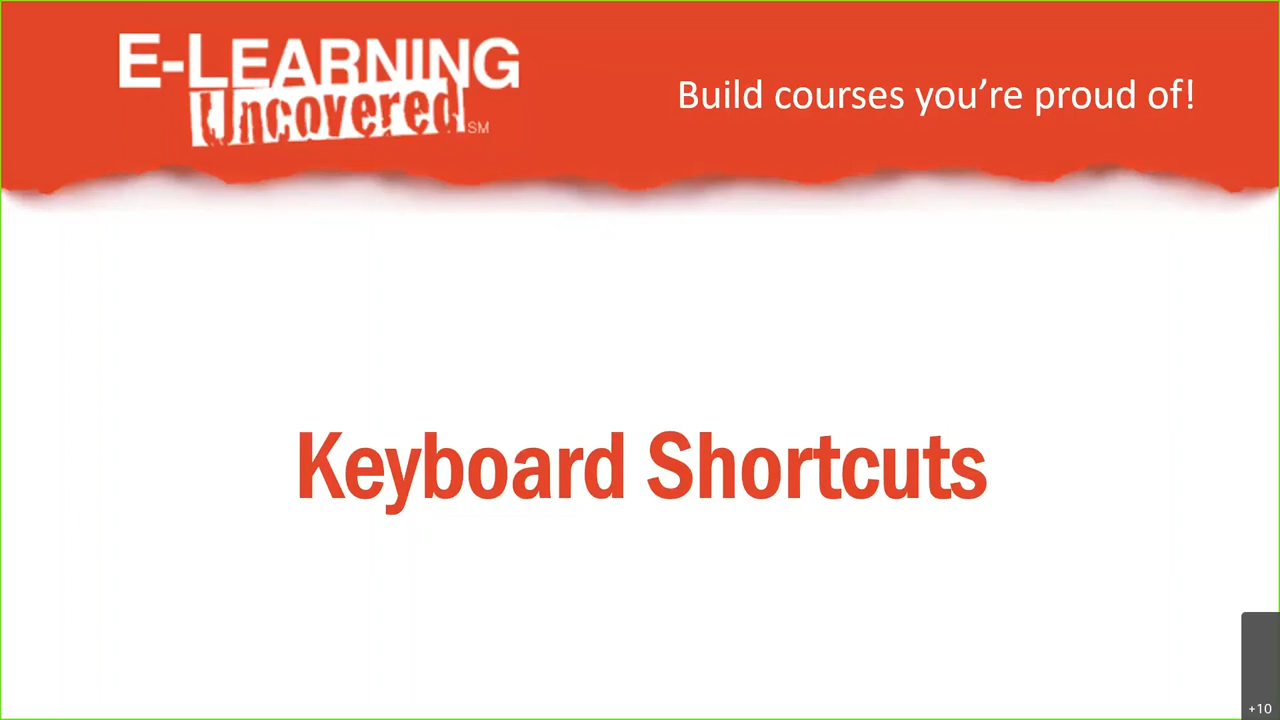 E-LEARNING
Uncovered SM
Build courses you’re proud of!
Keyboard Shortcuts
+10